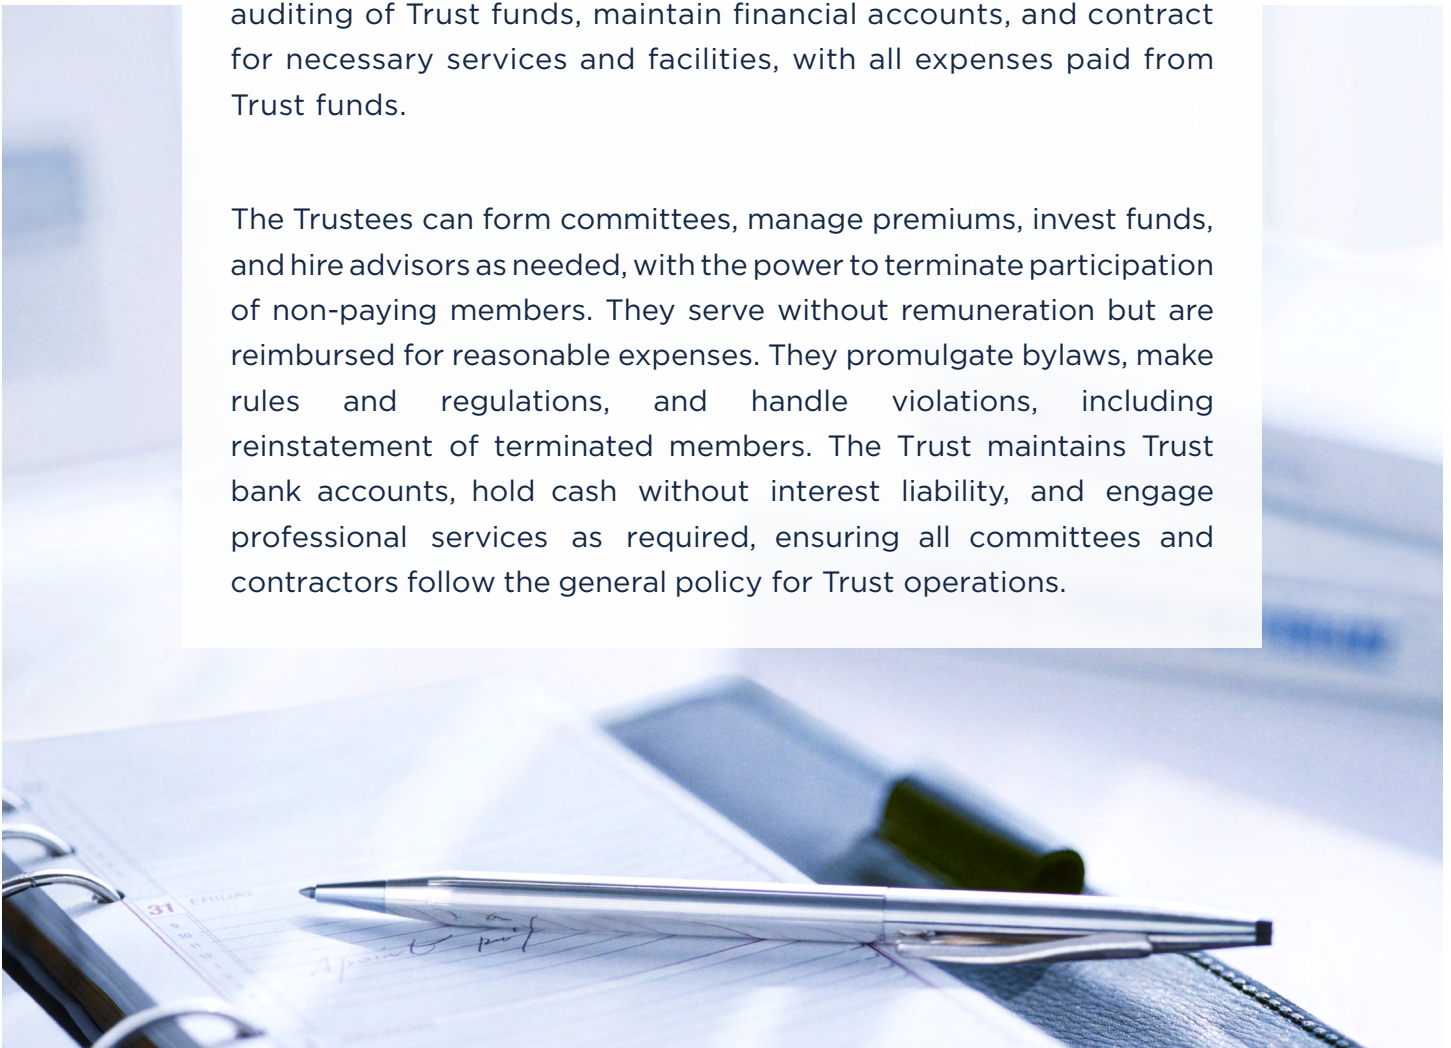 auditing of Trust funds, maintain financial accounts, and contract
for necessary services and facilities, with all expenses paid from
Trust funds.
The Trustees can form committees, manage premiums, invest funds,
and hire advisors as needed, with the power to terminate participation
of non-paying members. They serve without remuneration but are
reimbursed for reasonable expenses. They promulgate bylaws, make
rules and regulations, and handle violations, including
reinstatement of terminated members. The Trust maintains Trust
bank accounts, hold cash without interest liability, and engage
professional services as required, ensuring all committees and
contractors follow the general policy for Trust operations.
31 FRIDAY